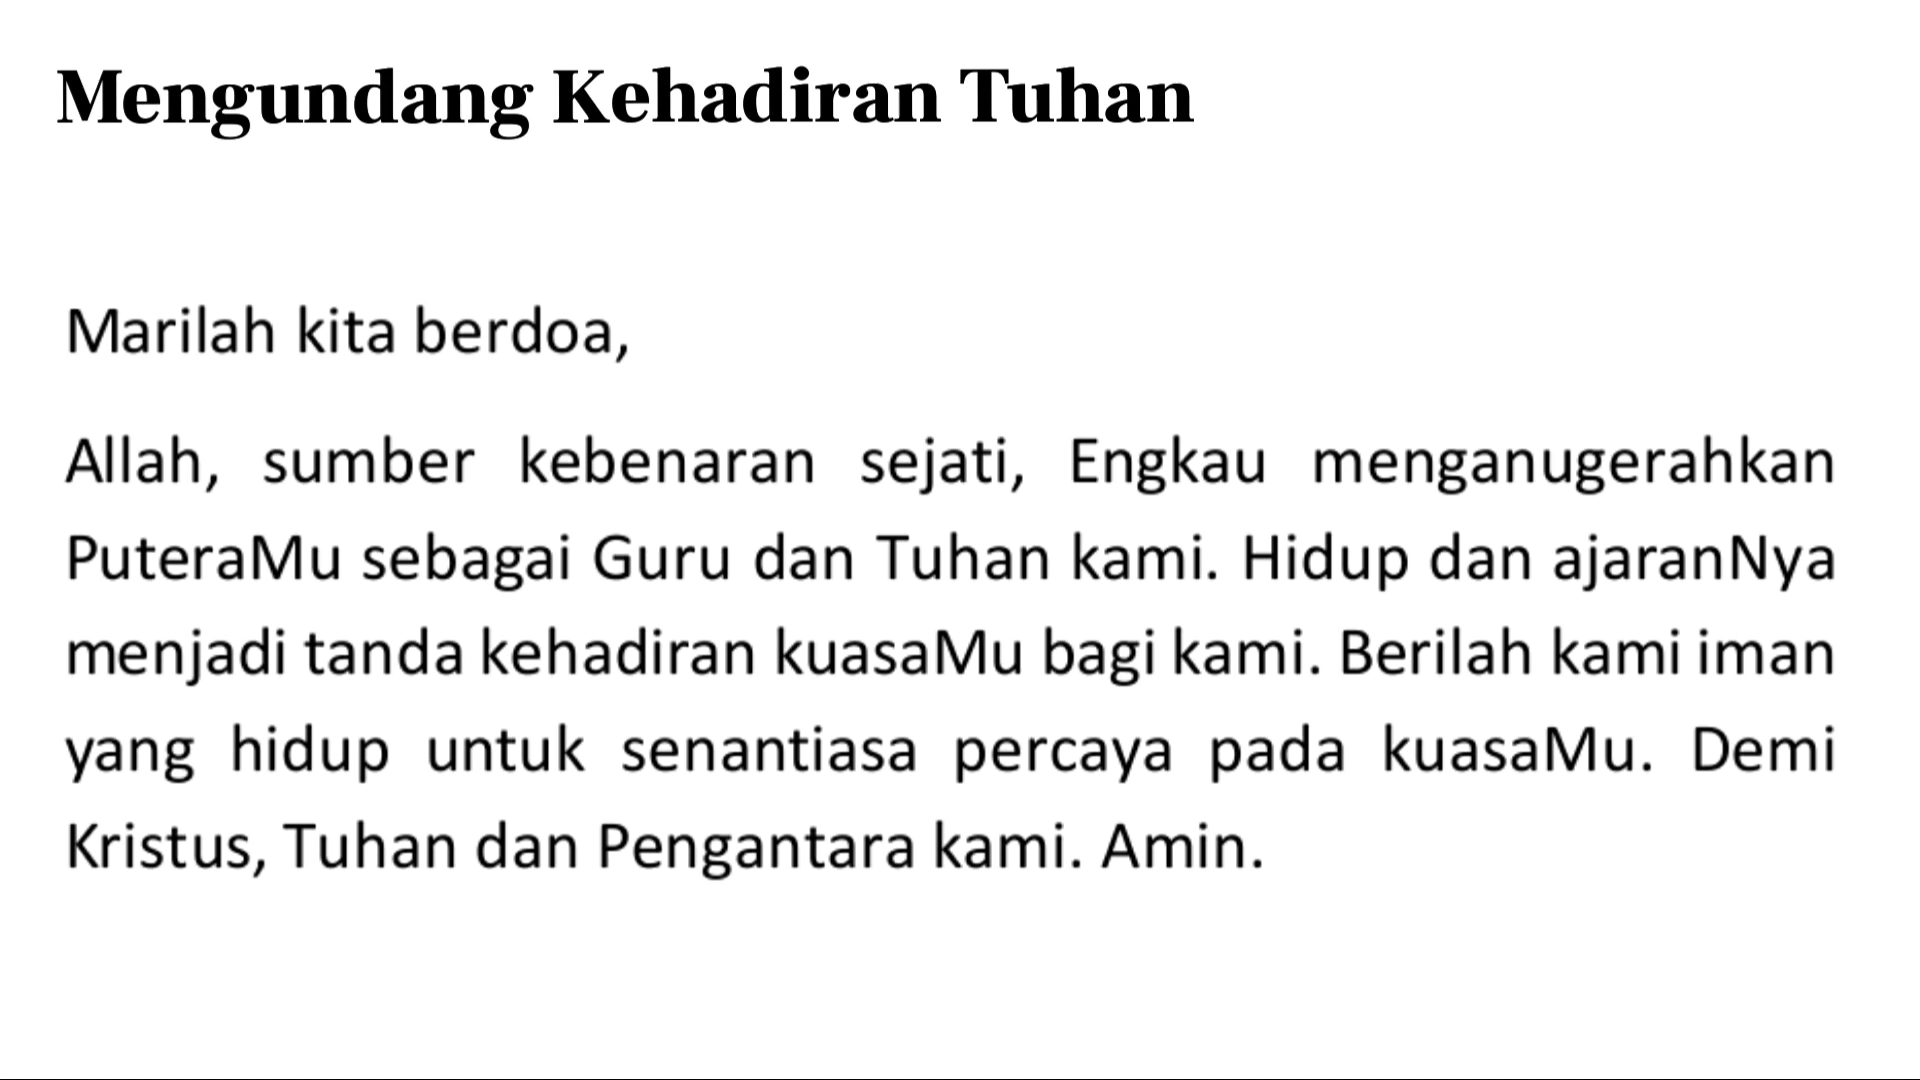 Mengundang Kehadiran Tuhan
Marilah kita berdoa,
Allah, sumber kebenaran sejati, Engkau menganugerahkan
PuteraMu sebagai Guru dan Tuhan kami. Hidup dan ajaranNya
menjadi tanda kehadiran kuasaMu bagi kami. Berilah kami iman
yang hidup untuk senantiasa percaya pada kuasaMu. Demi
Kristus, Tuhan dan Pengantara kami. Amin.